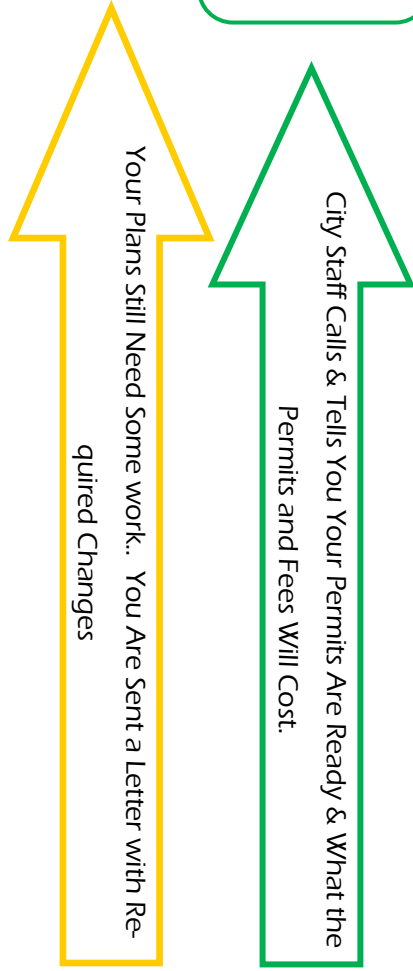 City Staff Calls & Tells You Your Permits Are Ready & What the
Permits and Fees Will Cost.
Your Plans Still Need Some work..  You Are Sent a Letter with Re-
quired Changes